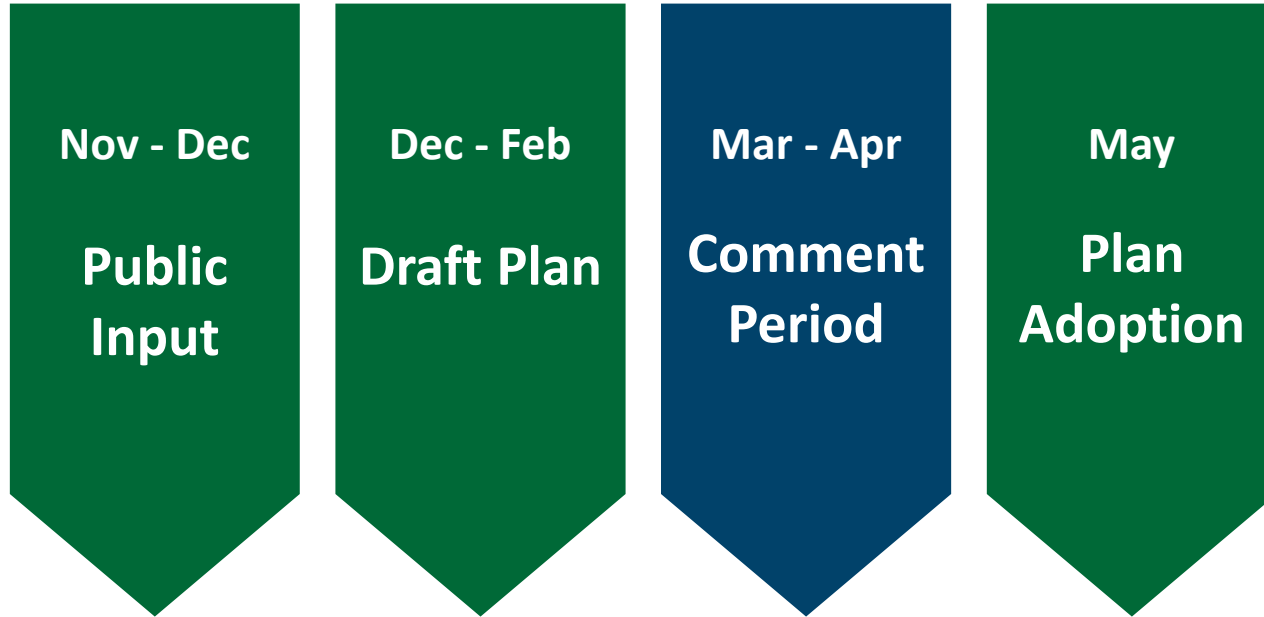 Nov - Dec
Public
Input
Dec - Feb
Draft Plan
Mar - Apr
Comment
Period
May
Plan
Adoption